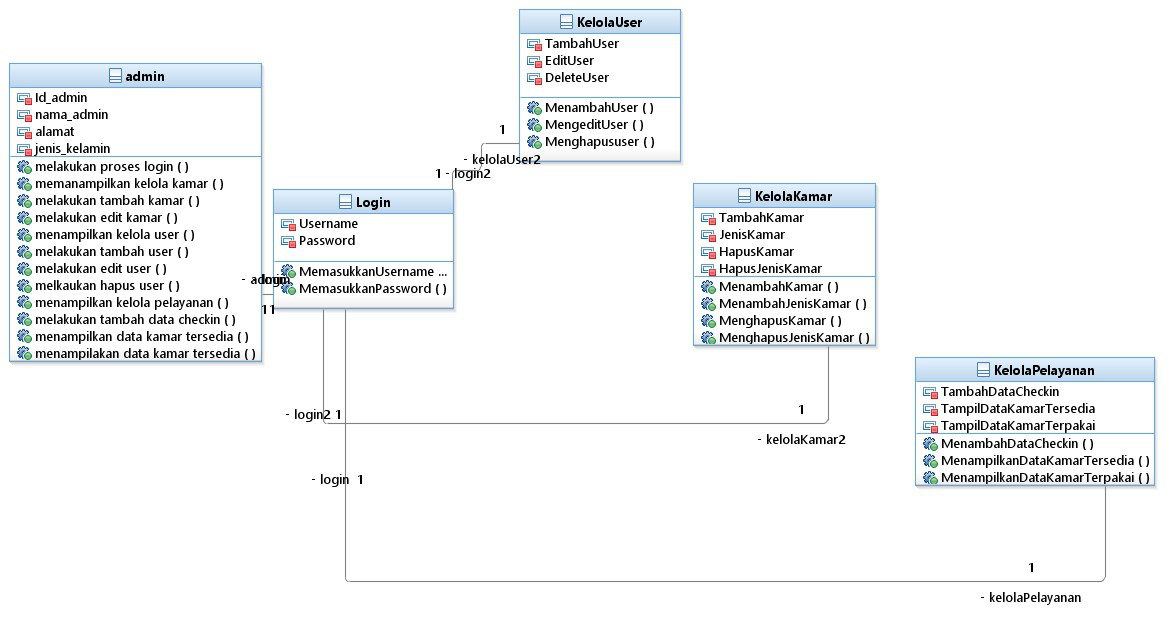 KelolaUser
TambahUser
EditUser
DeleteUser
MenambahUser ( )
MengeditUser ( )
Menghapususer ( )
admin
Id_admin
nama_admin
alamat
jenis_kelamin
melakukan proses login ( )
memanampilkan kelola kamar ( )
melakukan tambah kamar ( )
melakukan edit kamar ( )
menampilkan kelola user ( )
melakukan tambah user ( )
melakukan edit user ( )
melkaukan hapus user ( )
menampilkan kelola pelayanan ( )
melakukan tambah data checkin ( )
menampilkan data kamar tersedia ( )
menampilakan data kamar tersedia ( )
1
- kelolaUser2
1 - login2
Login
Username
Password
MemasukkanUsername ...
MemasukkanPassword ( )
11
KelolaKamar
TambahKamar
JenisKamar
HapusKamar
HapusJenisKamar
MenambahKamar ( )
MenambahJenisKamar ( )
MenghapusKamar ( )
MenghapusJenisKamar ( )
KelolaPelayanan
TambahDataCheckin
TampilDataKamarTersedia
TampilDataKamarTerpakai
MenambahDataCheckin ( )
MenampilkanDataKamarTersedia ( )
MenampilkanDataKamarTerpakai ( )
- login2 1
1
- kelolaKamar2
- login 1
1
- kelolaPelayanan